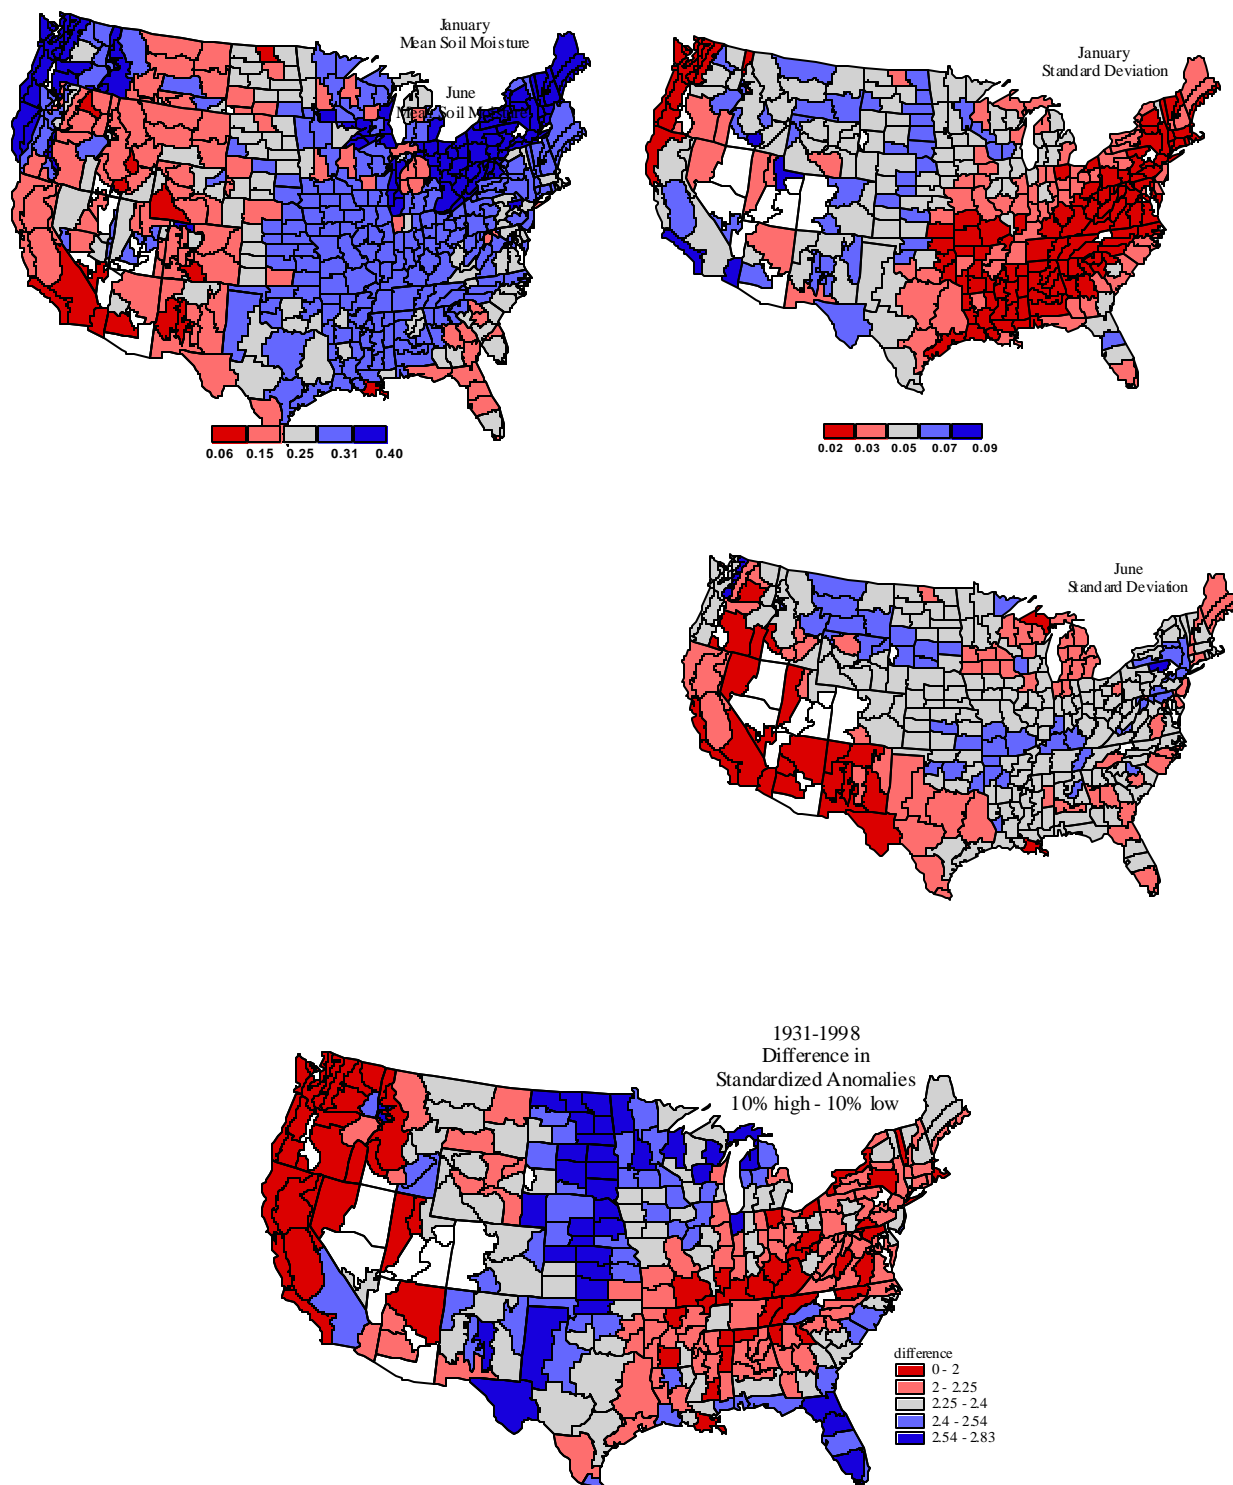 January
Mean Soil Moisture
June
Mean Soil Moisture
0.06 0.15 0.25 0.31 0.40
January
Standard Deviation
0.02 0.03 0.05 0.07 0.09
June
Standard Deviation
1931-1998
Difference in
Standardized Anomalies
10% high - 10% low
difference
0 - 2
2 - 2.25
2.25 - 2.4
2.4 - 2.54
2.54 - 2.83